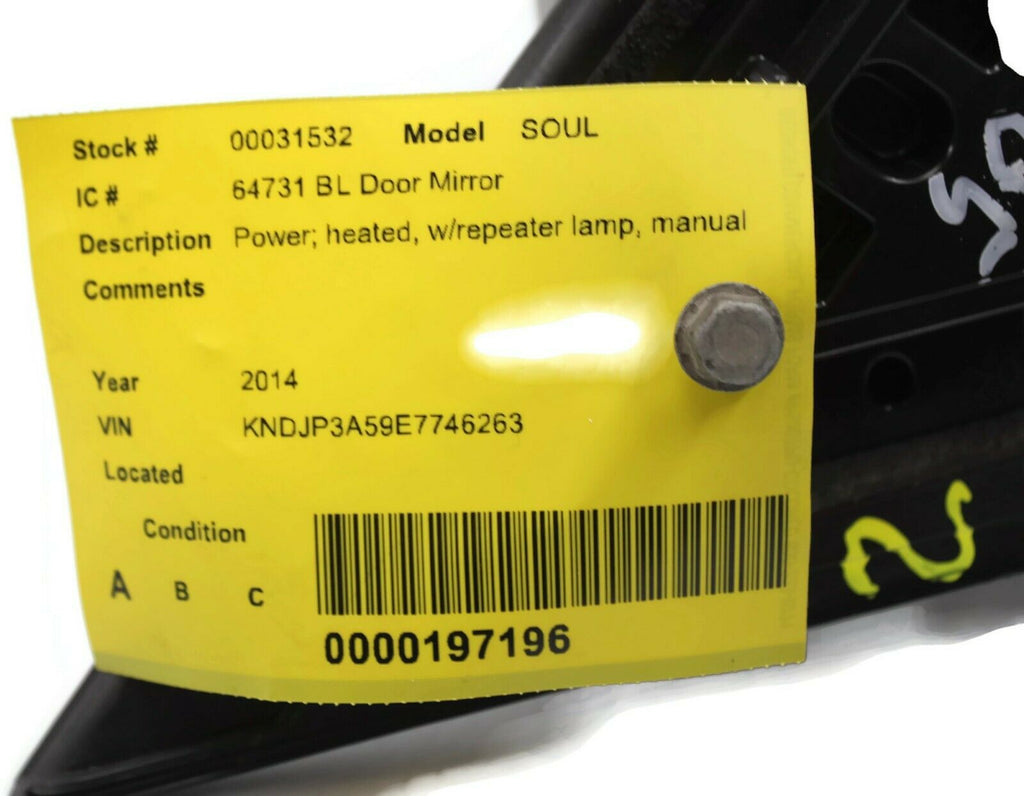 Stock # 00031532 Model SOUL
IC # 64731 BL Door Mirror
Description Power; heated, w/repeater lamp, manual
Comments
Year 2014
VIN KNDJP3A59E7746263
Located
Condition
A B C
0000197196